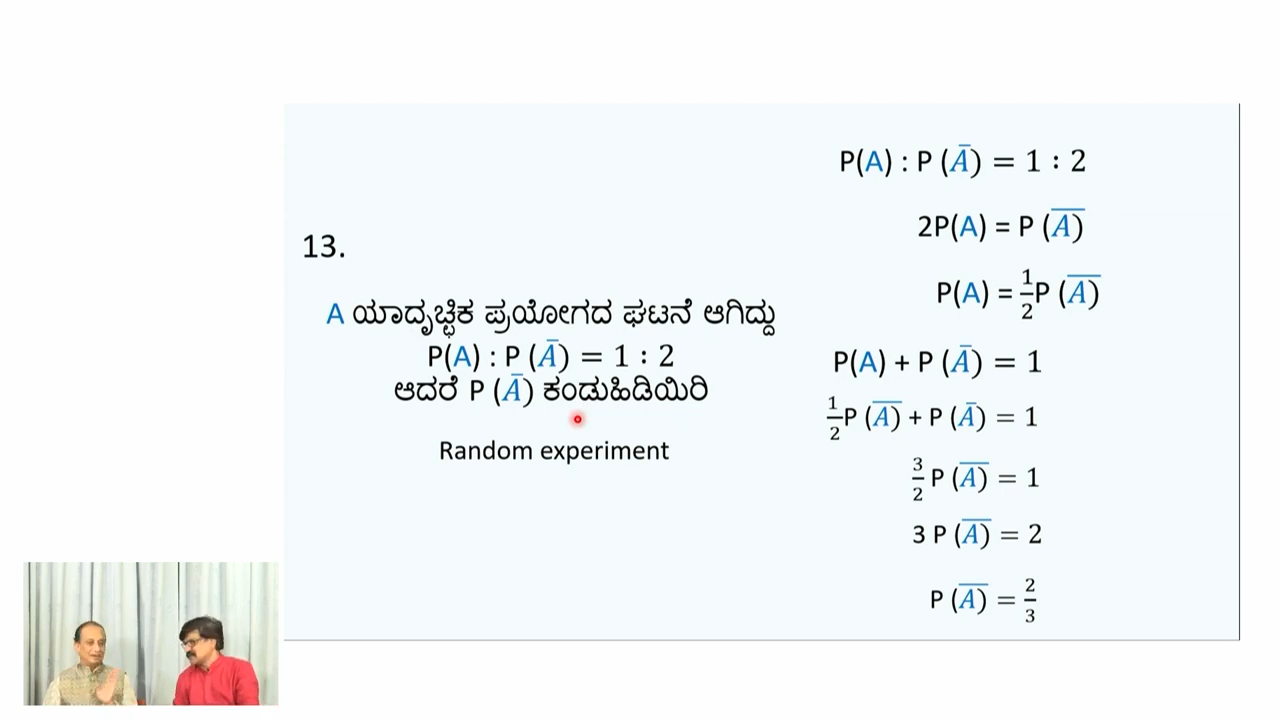 13.
A ಯಾದೃಚ್ಛಿಕ ಪ್ರಯೋಗದ ಘಟನೆ ಆಗಿದ್ದು
P(A) : P (Ā) = 1 : 2
ಆದರೆ P (Ā) ಕಂಡುಹಿಡಿಯಿರಿ
Random experiment
P(A) : P (Ā) = 1 : 2
2P(A) = P (Ā)
P(A) = 1/2 P (Ā)
P(A) + P (Ā) = 1
1/2 P (Ā) + P (Ā) = 1
3/2 P (Ā) = 1
3 P (Ā) = 2
P (Ā) = 2/3